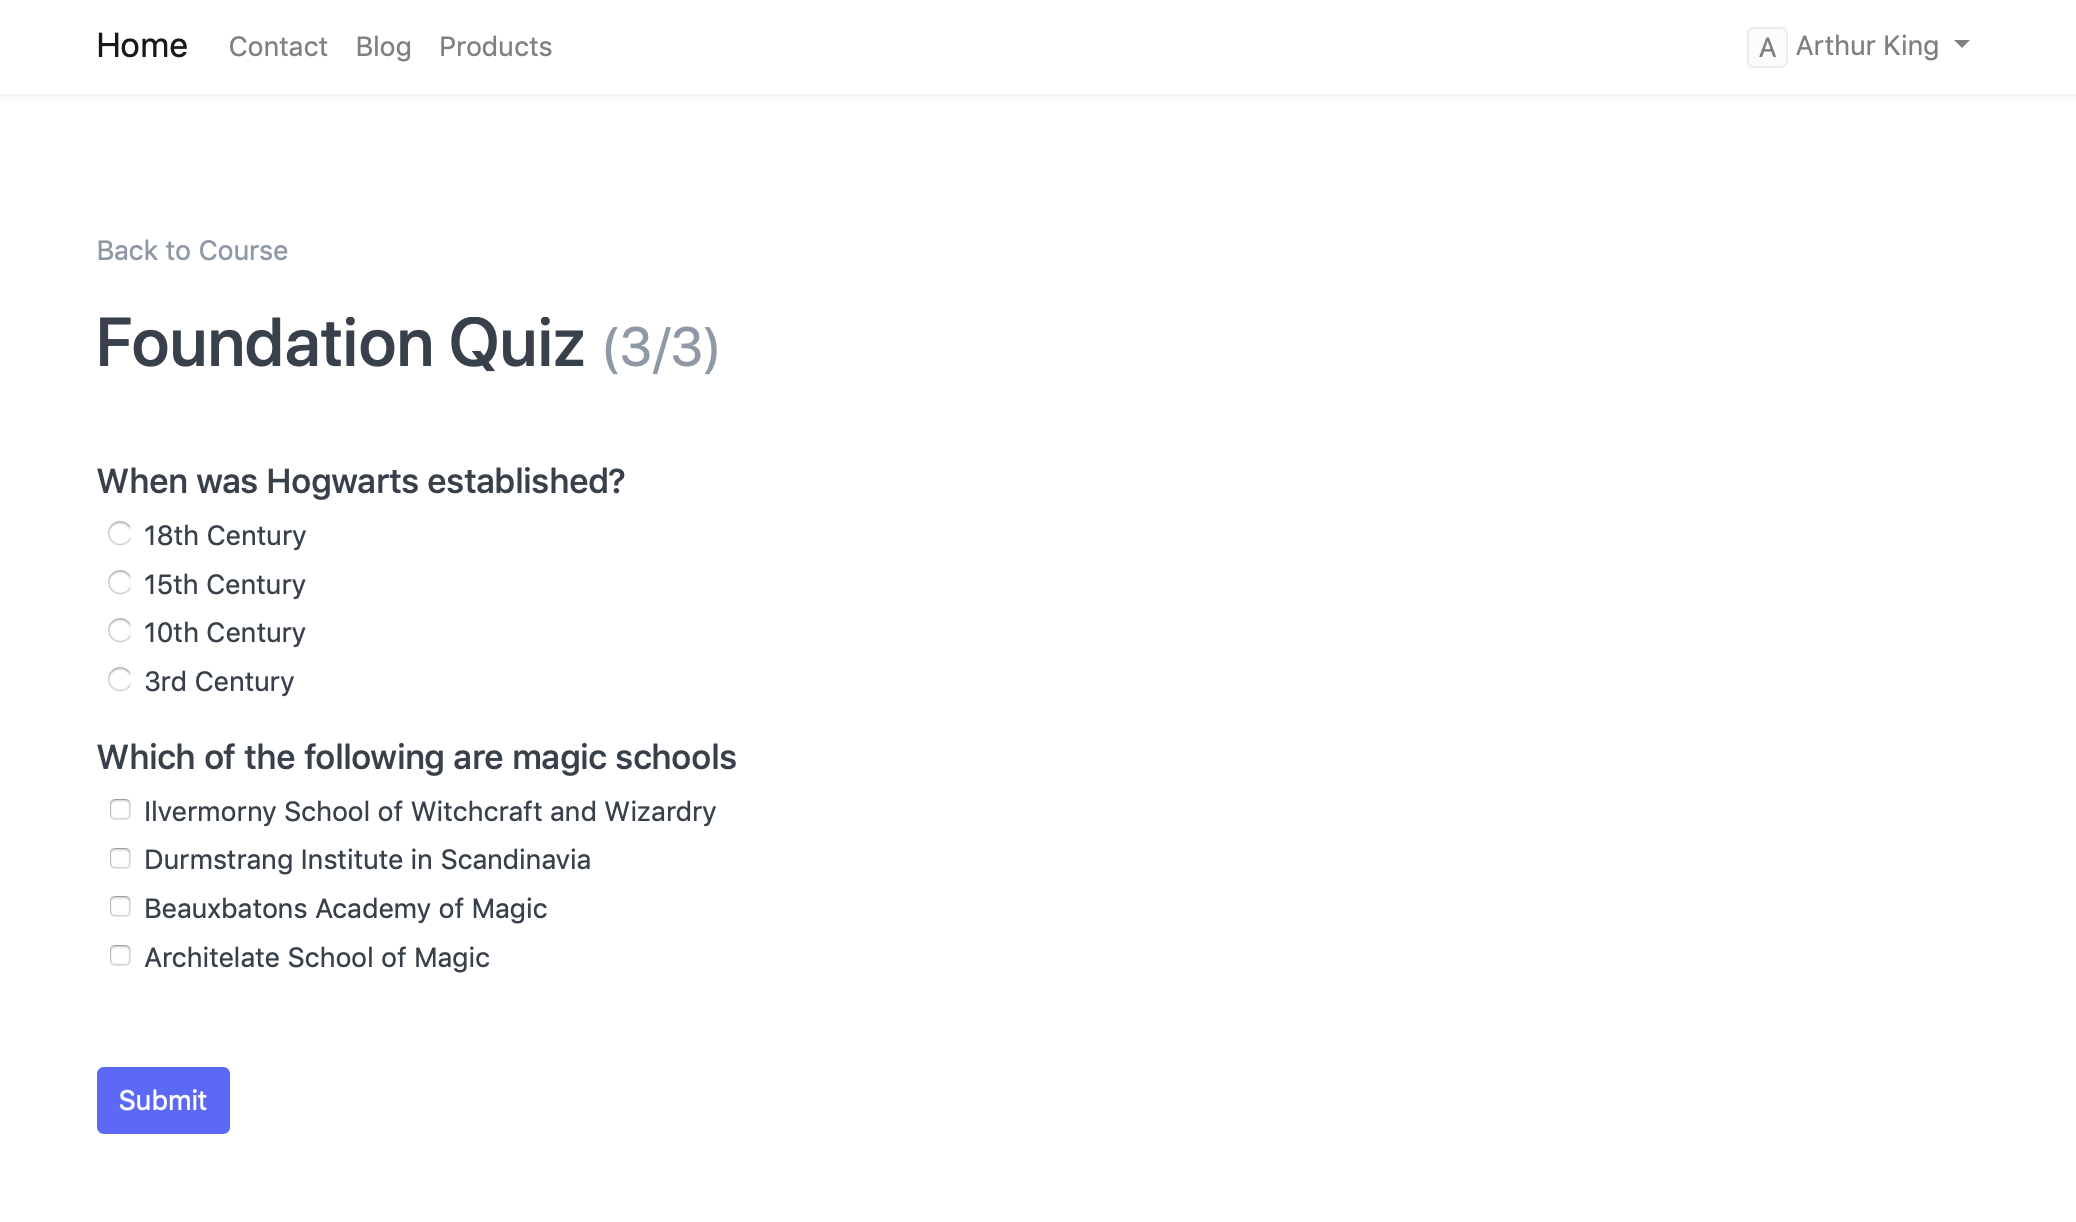 Home Contact Blog Products A Arthur King
Back to Course
Foundation Quiz (3/3)
When was Hogwarts established?
18th Century
15th Century
10th Century
3rd Century
Which of the following are magic schools
Ilvermorny School of Witchcraft and Wizardry
Durmstrang Institute in Scandinavia
Beauxbatons Academy of Magic
Architelate School of Magic
Submit